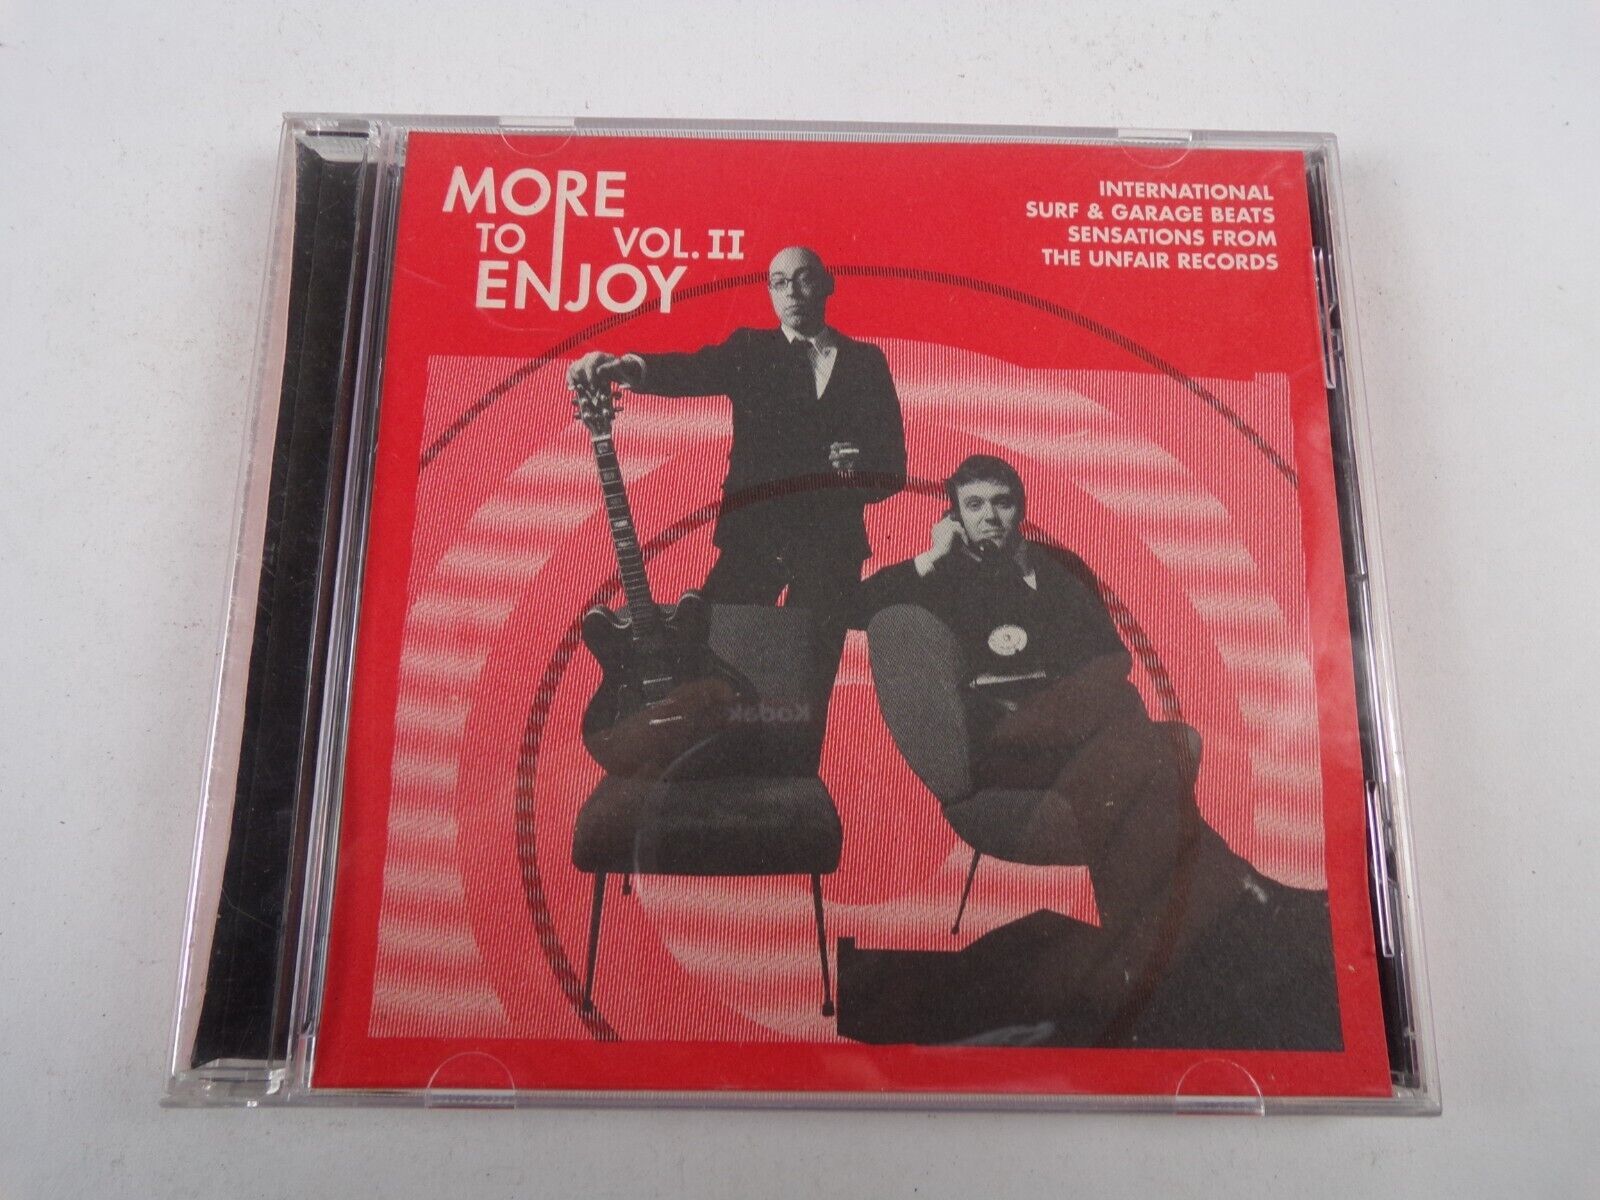 MORE
TO VOL. II
ENJOY
INTERNATIONAL
SURF & GARAGE BEATS
SENSATIONS FROM
THE UNFAIR RECORDS
Kodak